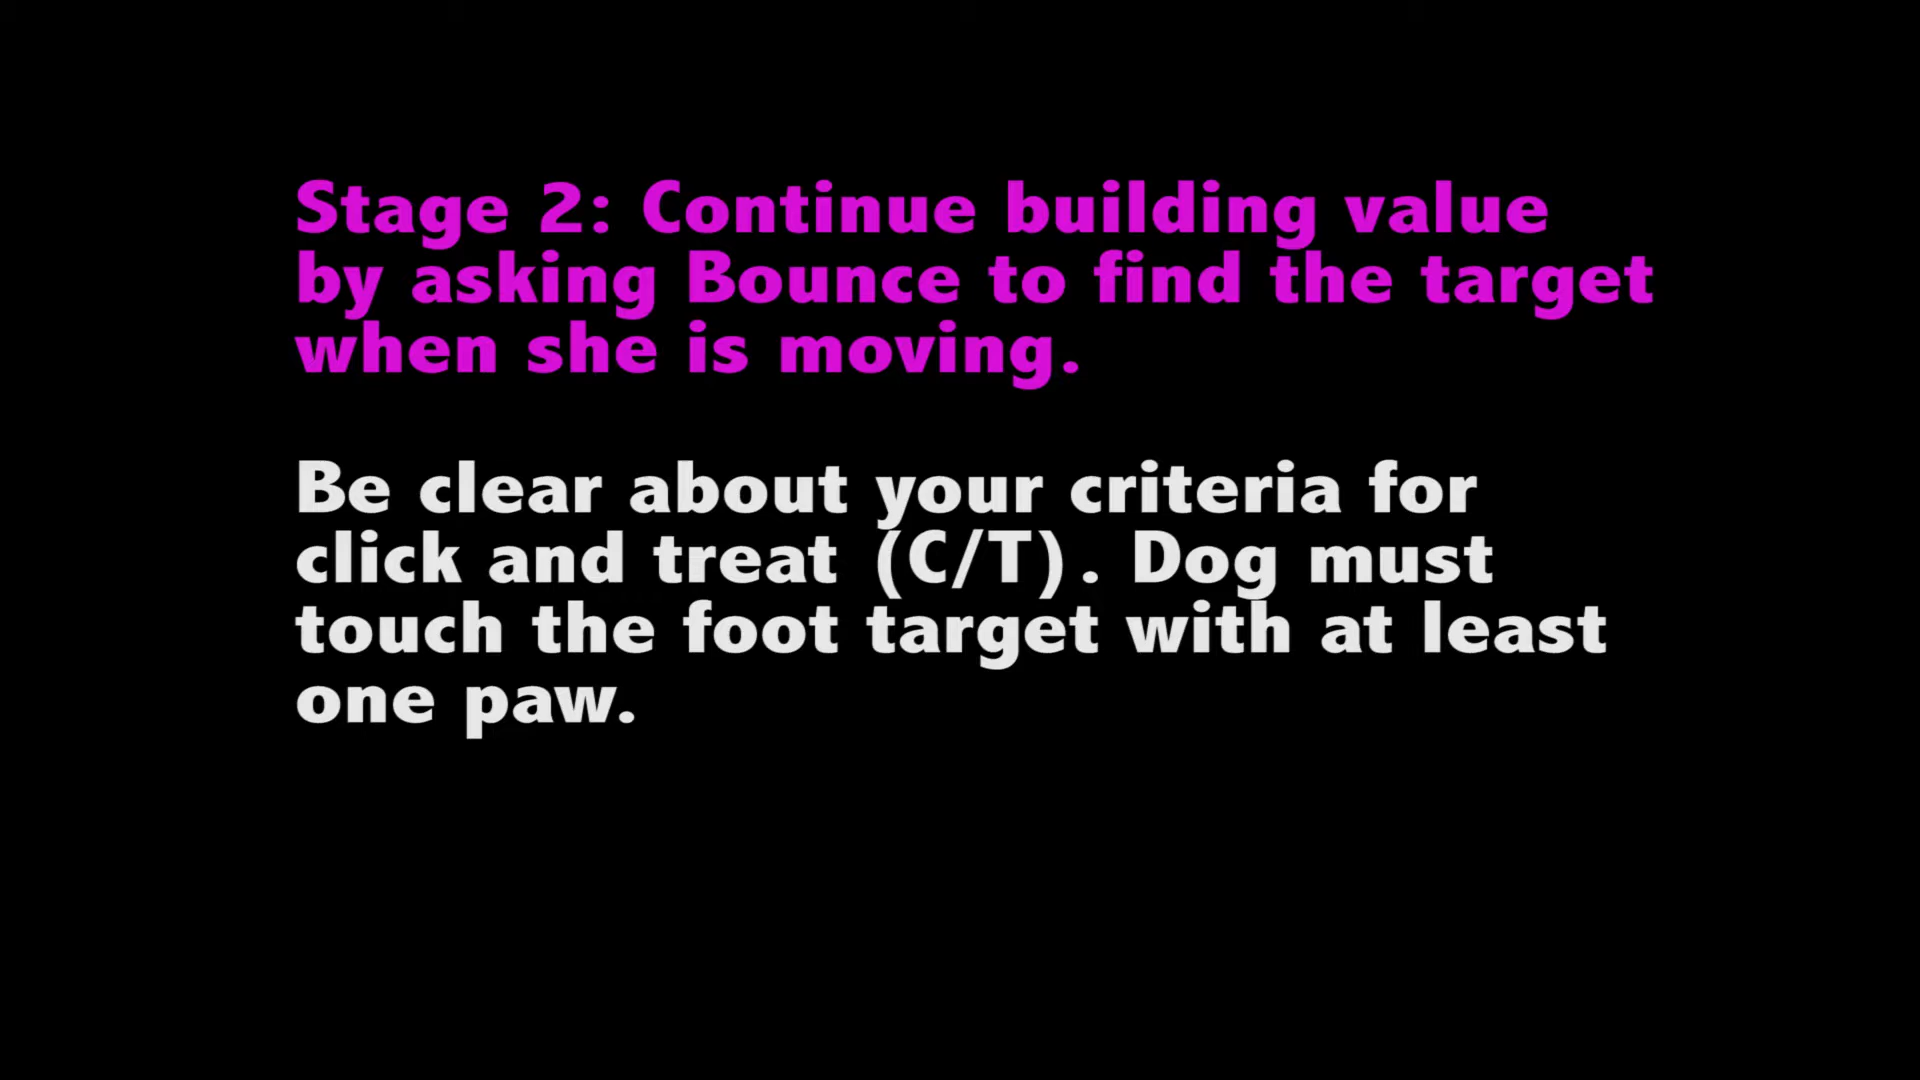 Stage 2: Continue building value
by asking Bounce to find the target
when she is moving.
Be clear about your criteria for
click and treat (C/T). Dog must
touch the foot target with at least
one paw.